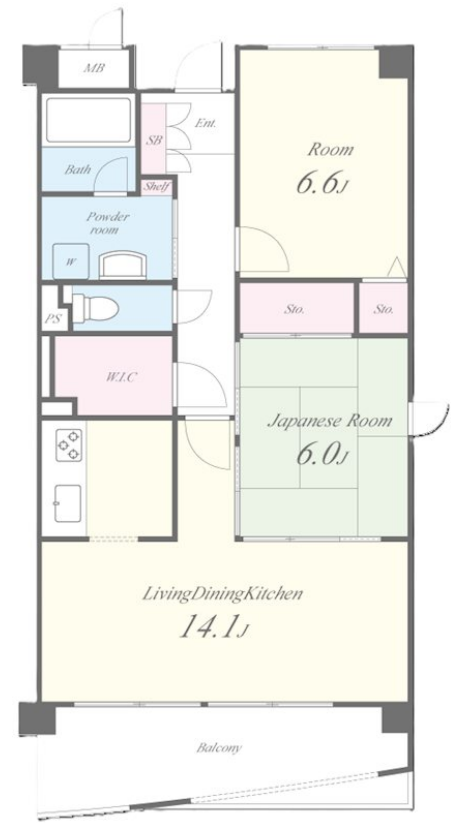 MB
Ent.
SB
Bath
Room
6.6J
Shelf
Powder
room
W
PS
Sto.
Sto.
W.I.C
Japanese Room
6.0J
LivingDiningKitchen
14.1J
Balcony